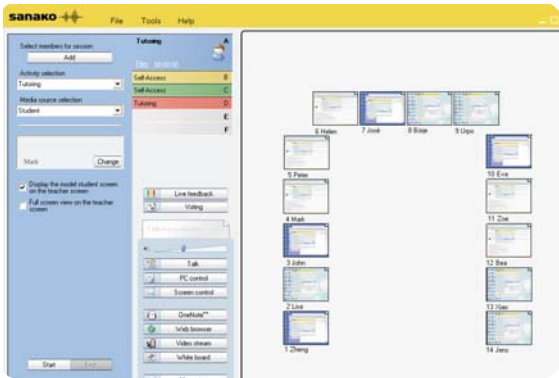 sanako
File Tools Help
Select members for session
Add
Activity selection
Tutoring
Media source selection
Student
Mark
Change
Display the model student screen
on the teacher screen
Full screen view on the teacher
screen
Start
End
Tutoring A
Self-Access B
Self-Access C
Tutoring D
E
F
Live feedback
Voting
Talk
PC control
Screen control
OneNote™
Web browser
Video stream
White board
6 Helen
7 José
8 Börje
9 Urpo
5 Peter
10 Eva
4 Mark
11 Zoe
3 John
12 Bea
2 Lisa
13 Xiao
1 Zheng
14 Jens